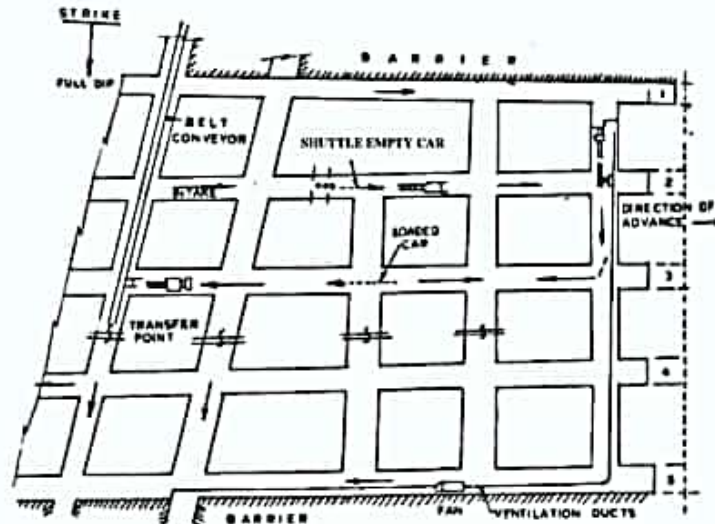 STRIKE
FULL DIP
BARRIER
BELT
CONVEYOR
SHUTTLE EMPTY CAR
INTAKE
1
2
DIRECTION OF
ADVANCE
LOADED
CAR
3
TRANSFER
POINT
4
5
BARRIER
FAN
VENTILATION DUCTS